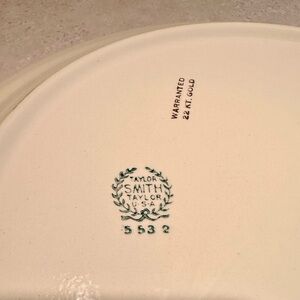 WARRANTED
22 KT. GOLD
TAYLOR
SMITH
TAYLOR
U·S·A
5 53 2